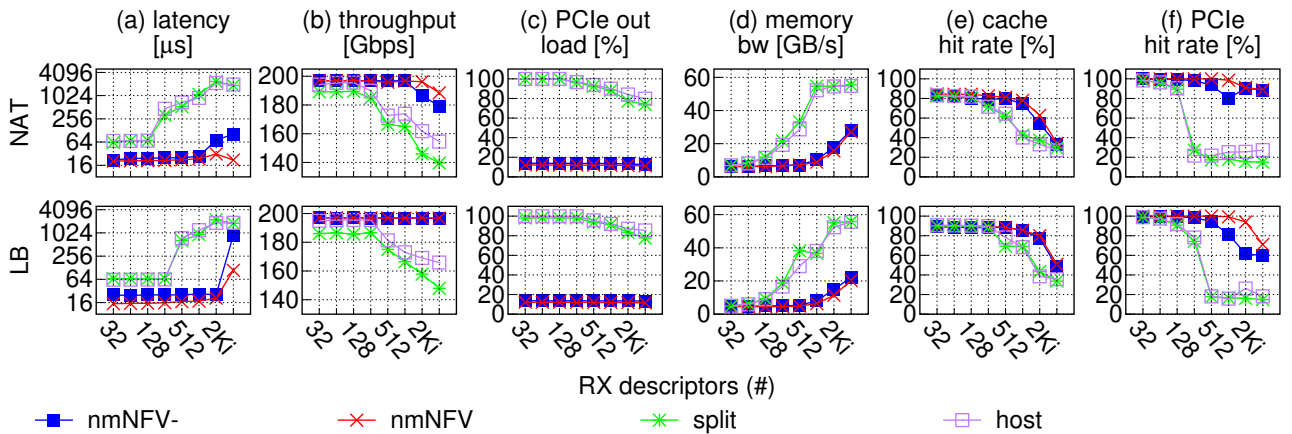 (a) latency
[μs]
(b) throughput
[Gbps]
(c) PCIe out
load [%]
(d) memory
bw [GB/s]
(e) cache
hit rate [%]
(f) PCIe
hit rate [%]
NAT
4096
1024
256
64
16
200
180
160
140
100
80
60
40
20
0
60
40
20
0
100
80
60
40
20
0
100
80
60
40
20
0
LB
4096
1024
256
64
16
200
180
160
140
100
80
60
40
20
0
60
40
20
0
100
80
60
40
20
0
100
80
60
40
20
0
32 128 512 2Ki
32 128 512 2Ki
32 128 512 2Ki
32 128 512 2Ki
32 128 512 2Ki
32 128 512 2Ki
RX descriptors (#)
nmNFV- nmNFV split host